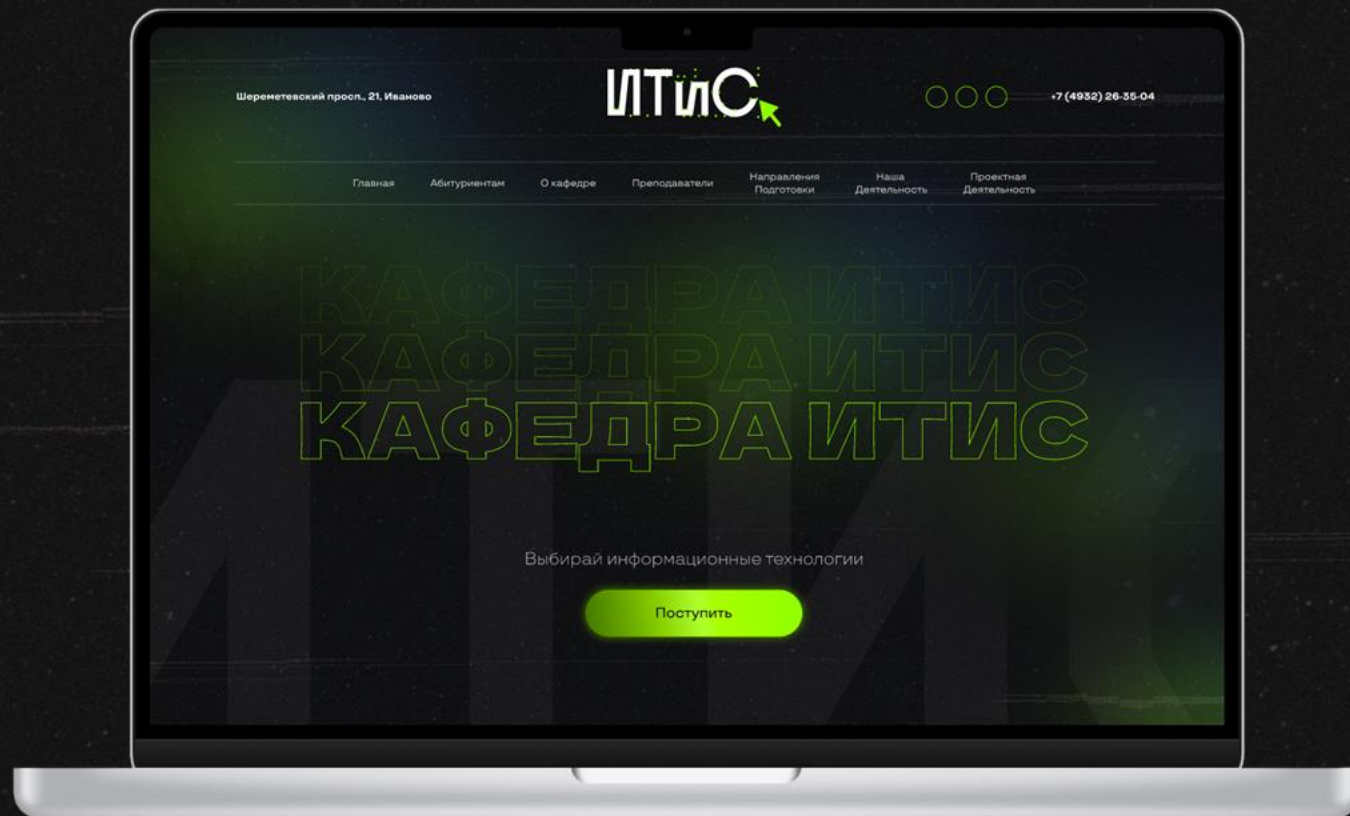 Шереметевский просп., 21, Иваново
ИТиС
+7 (4932) 26-35-04
Главная
Абитуриентам
О кафедре
Преподаватели
Направления
Подготовки
Наша
Деятельность
Проектная
Деятельность
КАФЕДРА ИТИС
КАФЕДРА ИТИС
КАФЕДРА ИТИС
ИТИС
Выбирай информационные технологии
Поступить